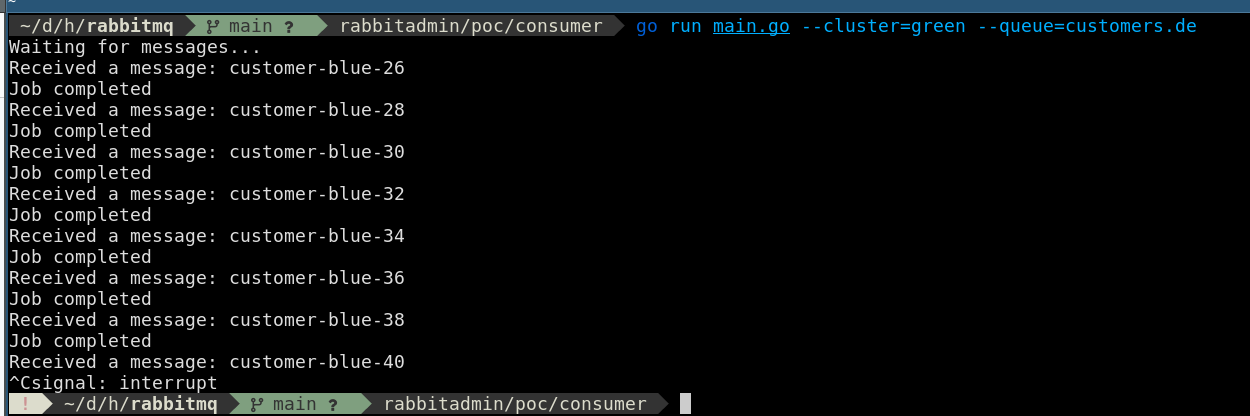 ~
~/d/h/rabbitmq main ? rabbitadmin/poc/consumer go run main.go --cluster=green --queue=customers.de
Waiting for messages...
Received a message: customer-blue-26
Job completed
Received a message: customer-blue-28
Job completed
Received a message: customer-blue-30
Job completed
Received a message: customer-blue-32
Job completed
Received a message: customer-blue-34
Job completed
Received a message: customer-blue-36
Job completed
Received a message: customer-blue-38
Job completed
Received a message: customer-blue-40
^Csignal: interrupt
! ~/d/h/rabbitmq main ? rabbitadmin/poc/consumer